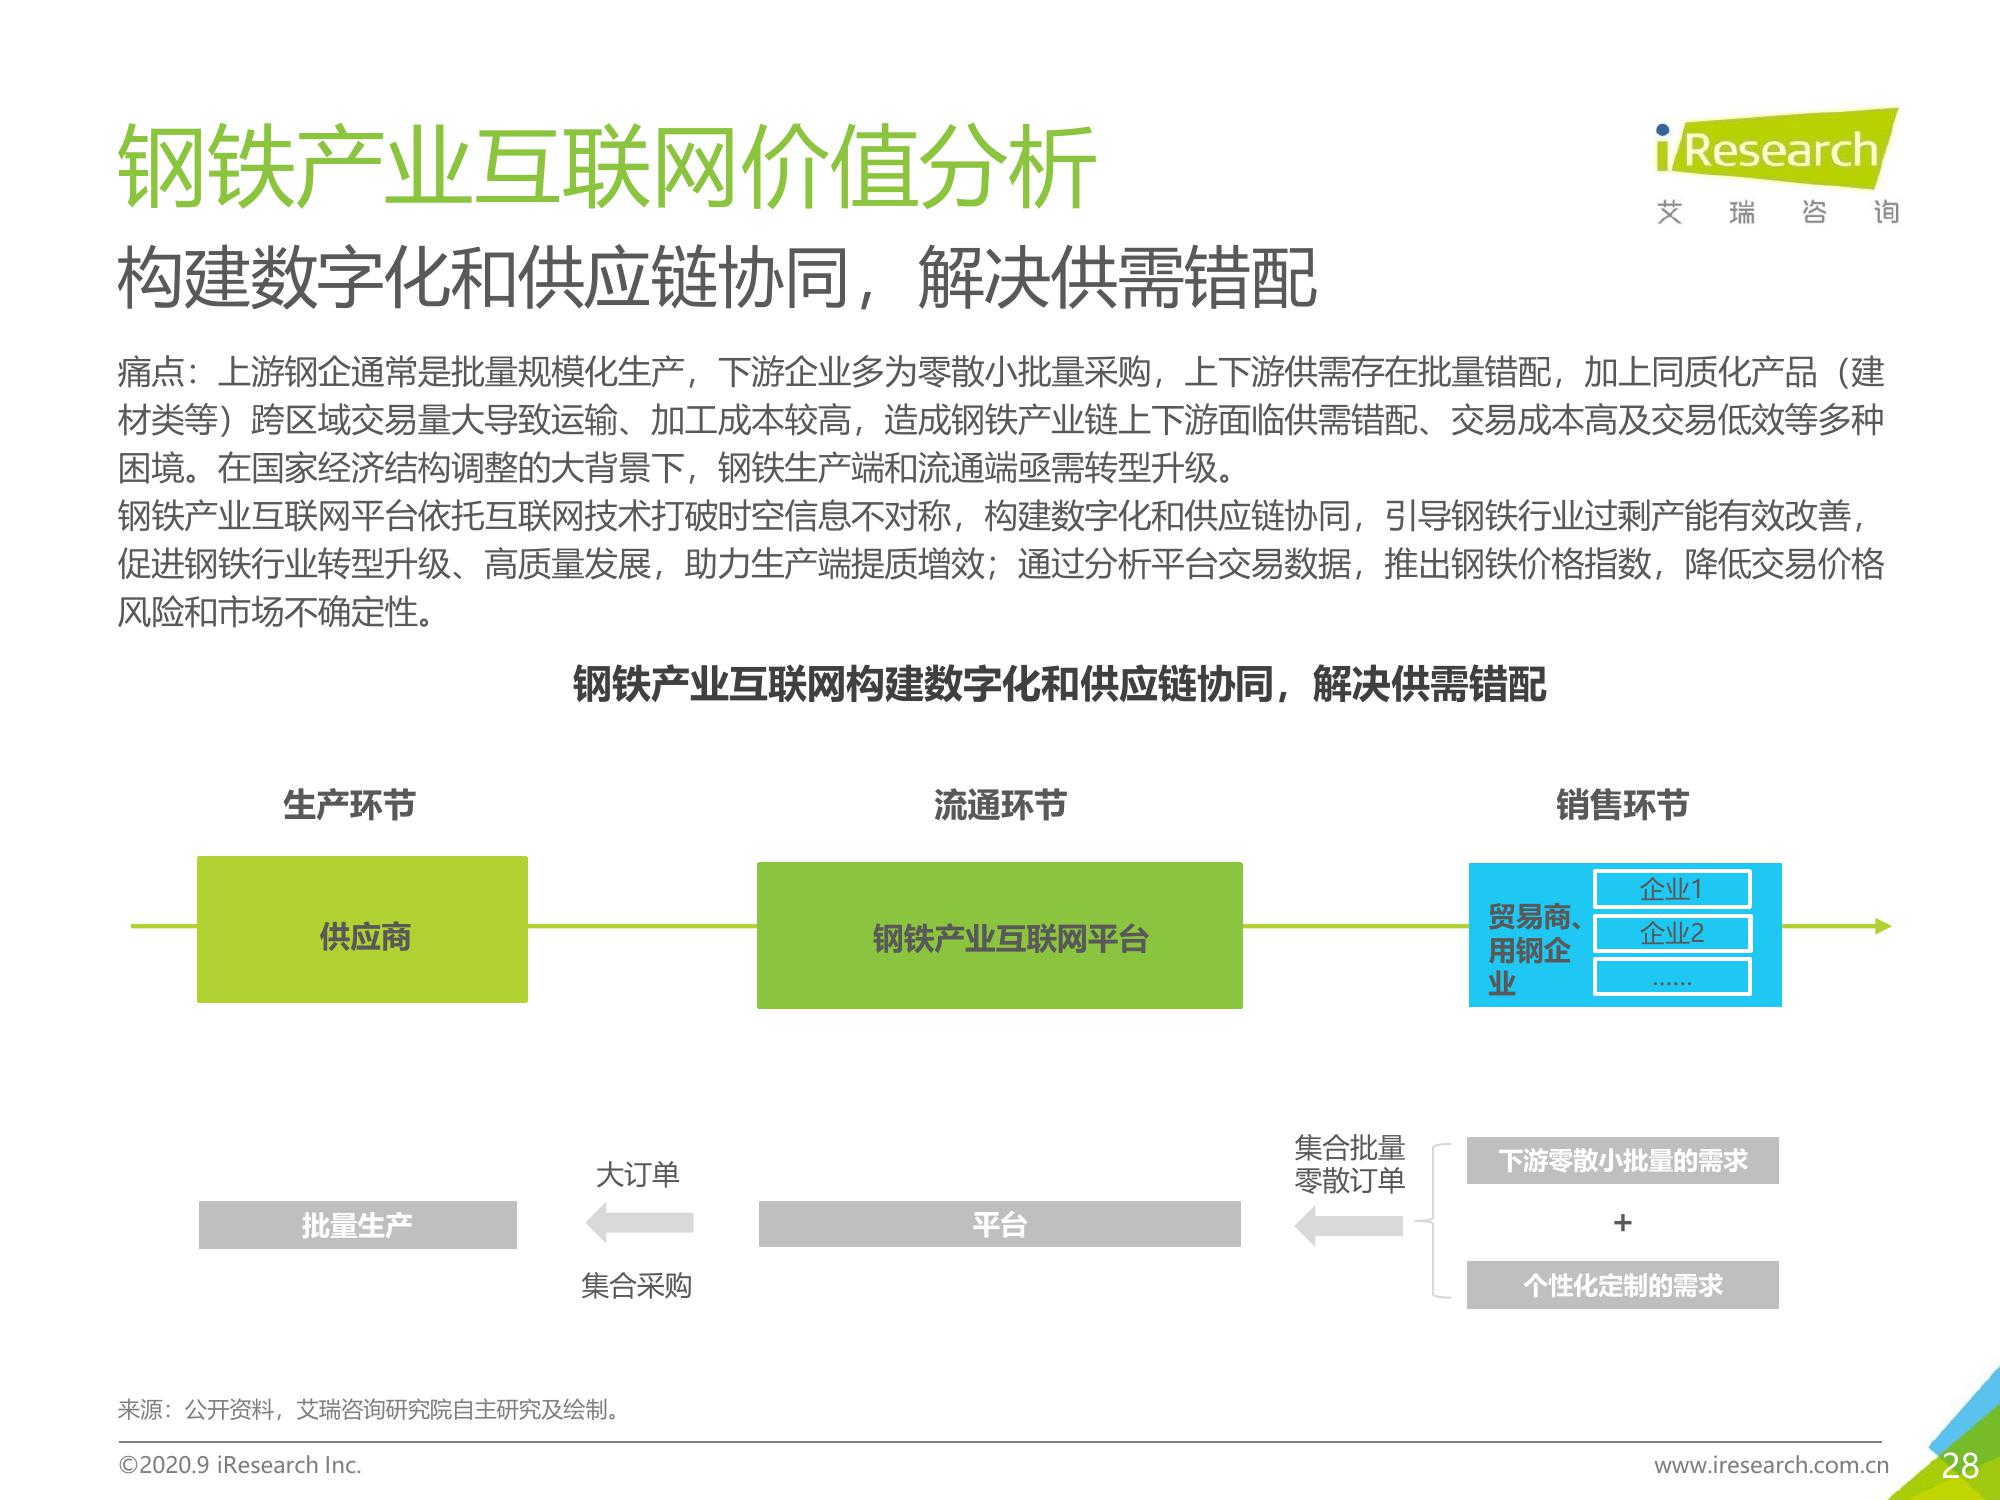 钢铁产业互联网价值分析
iResearch
艾瑞咨询
构建数字化和供应链协同，解决供需错配
痛点：上游钢企通常是批量规模化生产，下游企业多为零散小批量采购，上下游供需存在批量错配，加上同质化产品（建
材类等）跨区域交易量大导致运输、加工成本较高，造成钢铁产业链上下游面临供需错配、交易成本高及交易低效等多种
困境。在国家经济结构调整的大背景下，钢铁生产端和流通端亟需转型升级。
钢铁产业互联网平台依托互联网技术打破时空信息不对称，构建数字化和供应链协同，引导钢铁行业过剩产能有效改善，
促进钢铁行业转型升级、高质量发展，助力生产端提质增效；通过分析平台交易数据，推出钢铁价格指数，降低交易价格
风险和市场不确定性。
钢铁产业互联网构建数字化和供应链协同，解决供需错配
生产环节
流通环节
销售环节
供应商
钢铁产业互联网平台
贸易商、
用钢企
业
企业1
企业2
……
批量生产
大订单
集合采购
平台
集合批量
零散订单
下游零散小批量的需求
+
个性化定制的需求
来源：公开资料，艾瑞咨询研究院自主研究及绘制。
©2020.9 iResearch Inc.
www.iresearch.com.cn
28